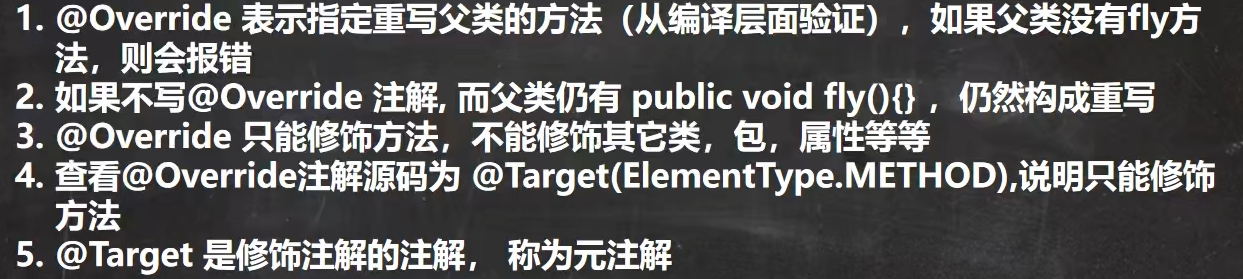 1. @Override 表示指定重写父类的方法（从编译层面验证），如果父类没有fly方
法，则会报错
2. 如果不写@Override 注解, 而父类仍有 public void fly(){} ，仍然构成重写
3. @Override 只能修饰方法，不能修饰其它类，包，属性等等
4. 查看@Override注解源码为 @Target(ElementType.METHOD),说明只能修饰
方法
5. @Target 是修饰注解的注解， 称为元注解